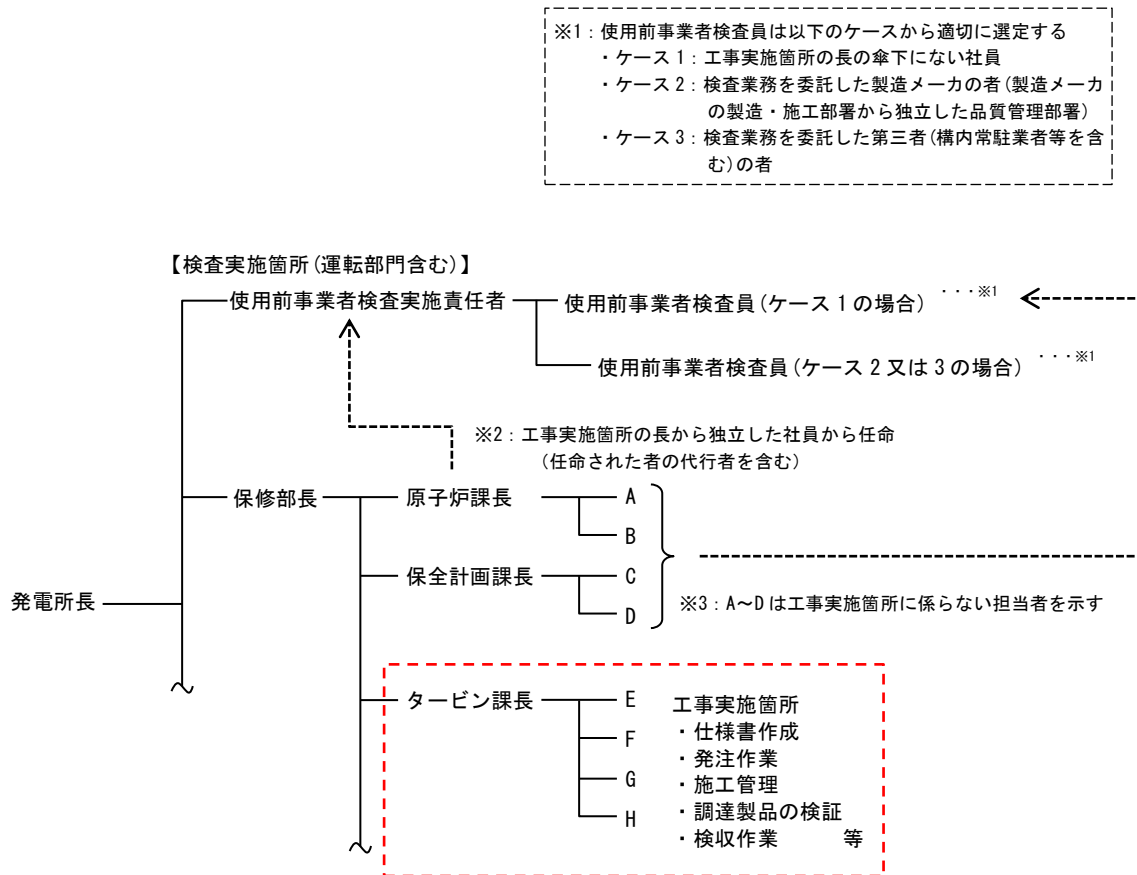 ※1：使用前事業者検査員は以下のケースから適切に選定する
・ケース1：工事実施箇所の長の傘下にない社員
・ケース2：検査業務を委託した製造メーカの者(製造メーカ
の製造・施工部署から独立した品質管理部署)
・ケース3：検査業務を委託した第三者(構内常駐業者等を含
む)の者
【検査実施箇所(運転部門含む)】
使用前事業者検査実施責任者
使用前事業者検査員(ケース1の場合) ・・・※1
使用前事業者検査員(ケース2又は3の場合) ・・・※1
※2：工事実施箇所の長から独立した社員から任命
(任命された者の代行者を含む)
保修部長
原子炉課長
A
B
保全計画課長
C
D
※3：A～Dは工事実施箇所に係らない担当者を示す
発電所長
タービン課長
E
F
G
H
工事実施箇所
・仕様書作成
・発注作業
・施工管理
・調達製品の検証
・検収作業 等